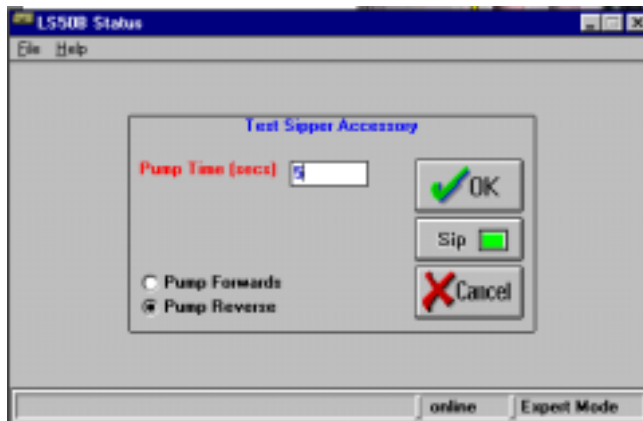 LS50B Status
File Help
Test Sipper Accessory
Pump Time (secs) 5
OK
Sip
Pump Forwards
Cancel
Pump Reverse
online Expert Mode